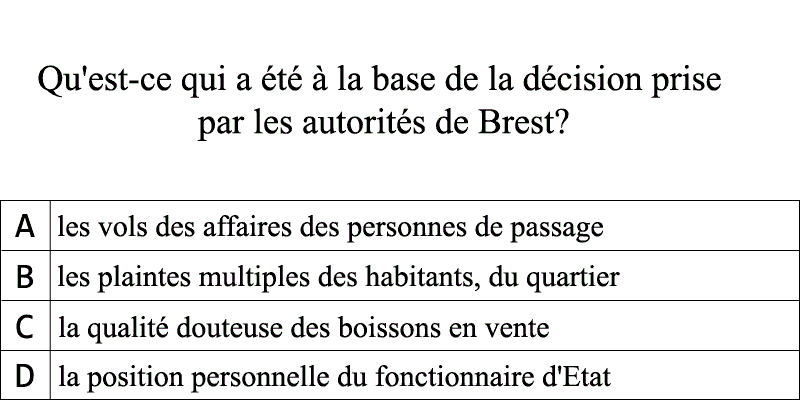 Qu'est-ce qui a été à la base de la décision prise
par les autorités de Brest?
A les vols des affaires des personnes de passage
B les plaintes multiples des habitants, du quartier
C la qualité douteuse des boissons en vente
D la position personnelle du fonctionnaire d'Etat